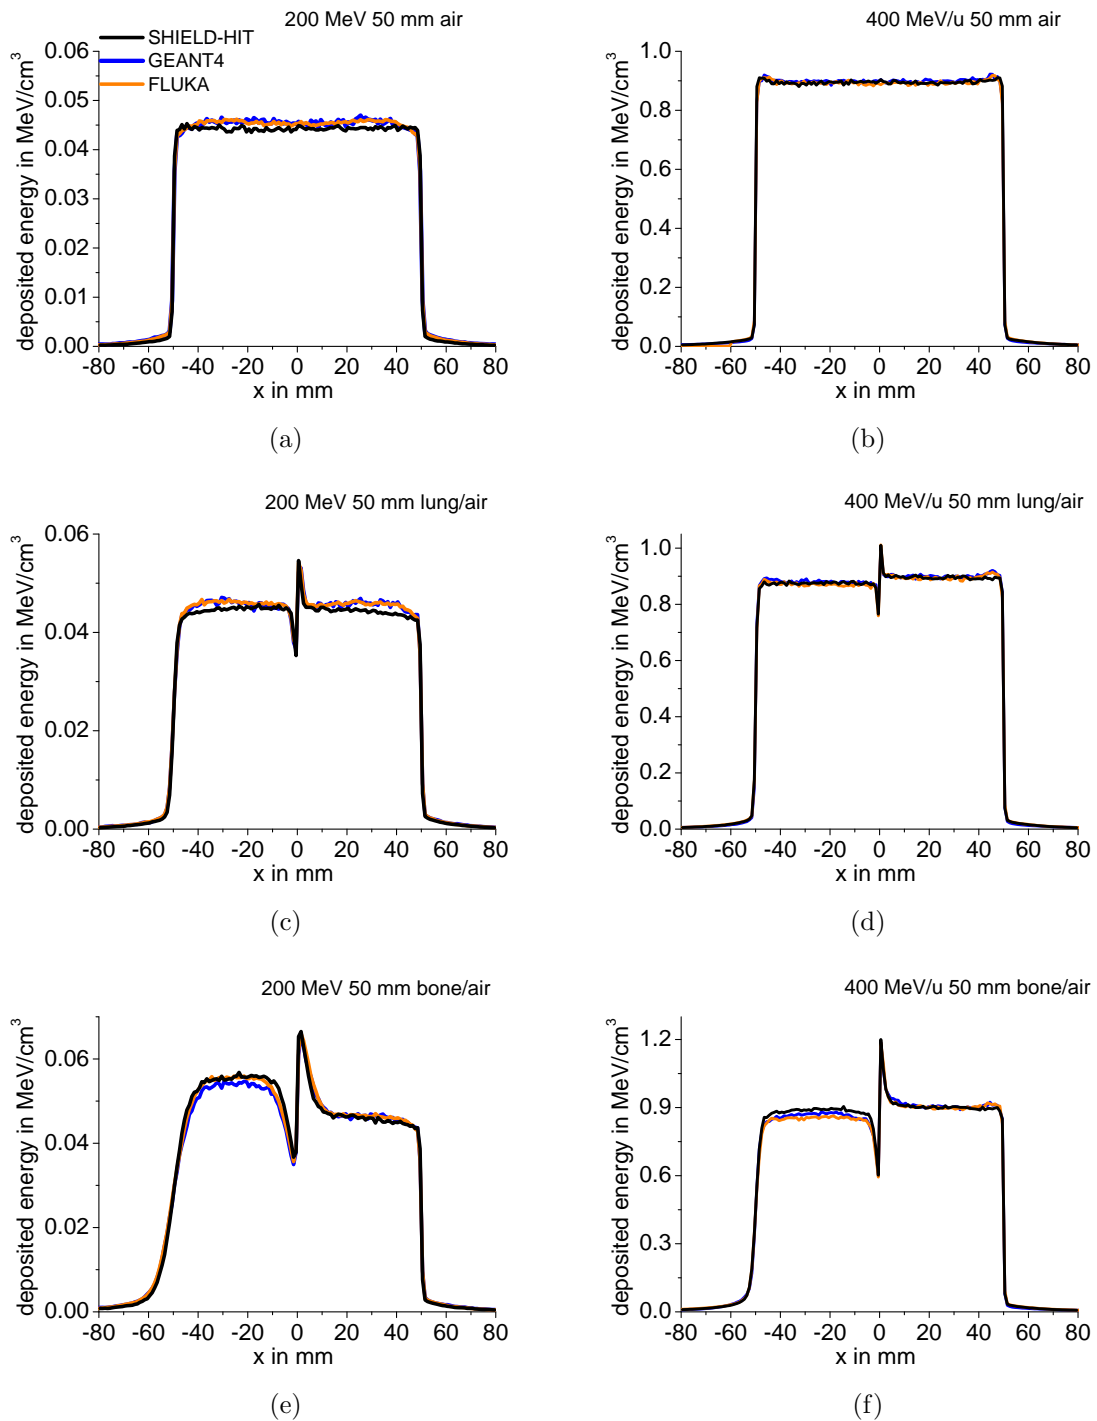 200 MeV 50 mm air
SHIELD-HIT
GEANT4
FLUKA
deposited energy in MeV/cm³
0.06
0.05
0.04
0.03
0.02
0.01
0.00
-80 -60 -40 -20 0 20 40 60 80
x in mm
(a)
400 MeV/u 50 mm air
deposited energy in MeV/cm³
1.0
0.8
0.6
0.4
0.2
0.0
-80 -60 -40 -20 0 20 40 60 80
x in mm
(b)
200 MeV 50 mm lung/air
deposited energy in MeV/cm³
0.06
0.04
0.02
0.00
-80 -60 -40 -20 0 20 40 60 80
x in mm
(c)
400 MeV/u 50 mm lung/air
deposited energy in MeV/cm³
1.0
0.8
0.6
0.4
0.2
0.0
-80 -60 -40 -20 0 20 40 60 80
x in mm
(d)
200 MeV 50 mm bone/air
deposited energy in MeV/cm³
0.06
0.04
0.02
0.00
-80 -60 -40 -20 0 20 40 60 80
x in mm
(e)
400 MeV/u 50 mm bone/air
deposited energy in MeV/cm³
1.2
0.9
0.6
0.3
0.0
-80 -60 -40 -20 0 20 40 60 80
x in mm
(f)